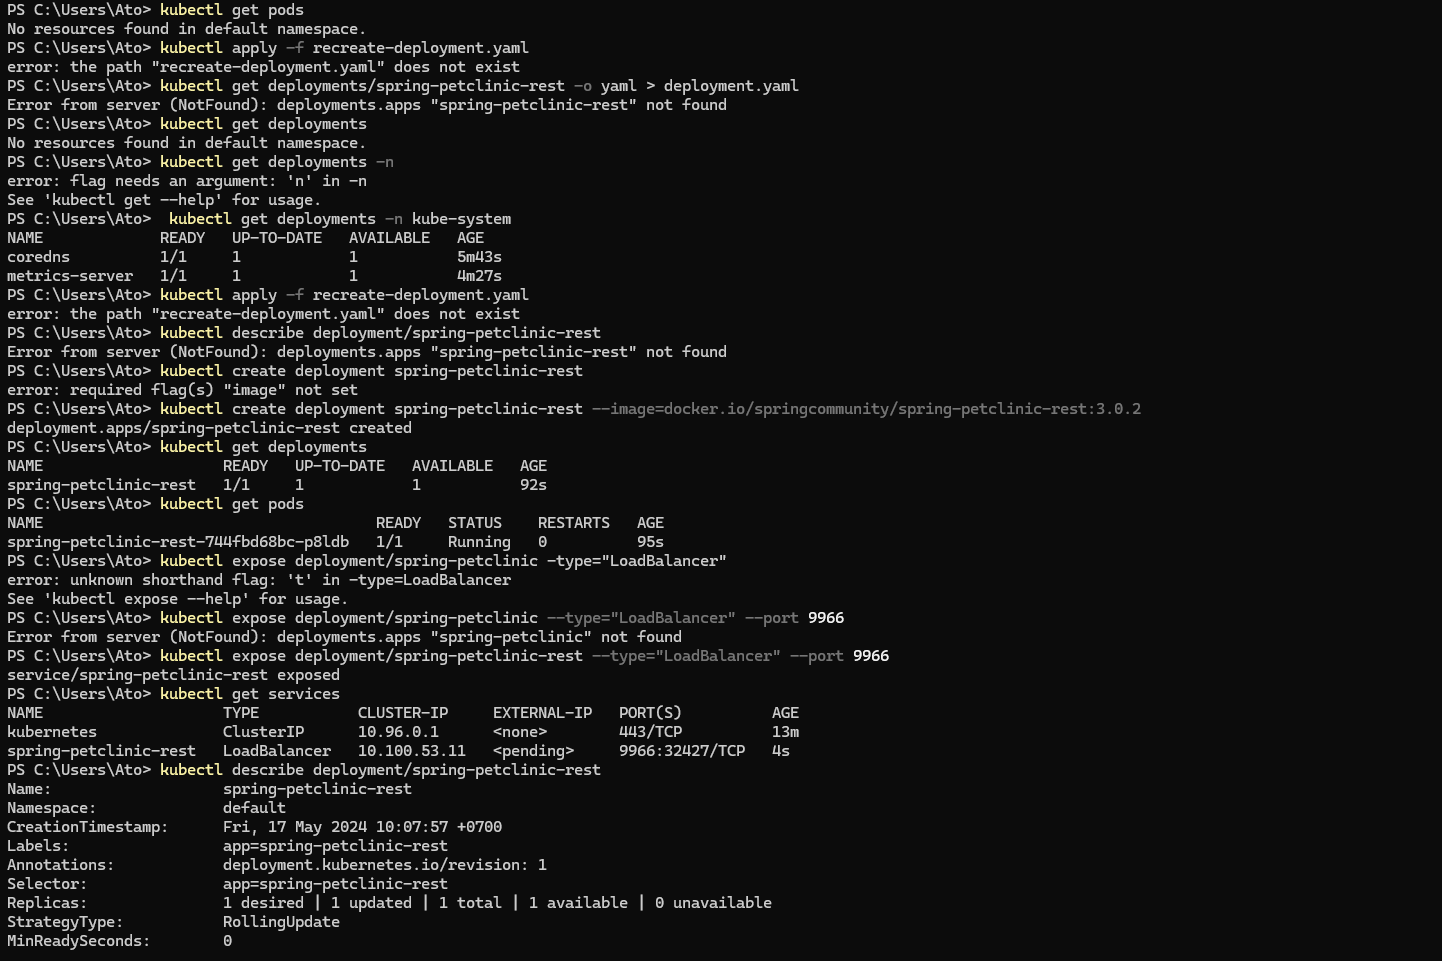 PS C:\Users\Ato> kubectl get pods
No resources found in default namespace.
PS C:\Users\Ato> kubectl apply -f recreate-deployment.yaml
error: the path "recreate-deployment.yaml" does not exist
PS C:\Users\Ato> kubectl get deployments/spring-petclinic-rest -o yaml > deployment.yaml
Error from server (NotFound): deployments.apps "spring-petclinic-rest" not found
PS C:\Users\Ato> kubectl get deployments
No resources found in default namespace.
PS C:\Users\Ato> kubectl get deployments -n
error: flag needs an argument: 'n' in -n
See 'kubectl get --help' for usage.
PS C:\Users\Ato>  kubectl get deployments -n kube-system
NAME             READY   UP-TO-DATE   AVAILABLE   AGE
coredns          1/1     1            1           5m43s
metrics-server   1/1     1            1           4m27s
PS C:\Users\Ato> kubectl apply -f recreate-deployment.yaml
error: the path "recreate-deployment.yaml" does not exist
PS C:\Users\Ato> kubectl describe deployment/spring-petclinic-rest
Error from server (NotFound): deployments.apps "spring-petclinic-rest" not found
PS C:\Users\Ato> kubectl create deployment spring-petclinic-rest
error: required flag(s) "image" not set
PS C:\Users\Ato> kubectl create deployment spring-petclinic-rest --image=docker.io/springcommunity/spring-petclinic-rest:3.0.2
deployment.apps/spring-petclinic-rest created
PS C:\Users\Ato> kubectl get deployments
NAME                    READY   UP-TO-DATE   AVAILABLE   AGE
spring-petclinic-rest   1/1     1            1           92s
PS C:\Users\Ato> kubectl get pods
NAME                                     READY   STATUS    RESTARTS   AGE
spring-petclinic-rest-744fbd68bc-p8ldb   1/1     Running   0          95s
PS C:\Users\Ato> kubectl expose deployment/spring-petclinic -type="LoadBalancer"
error: unknown shorthand flag: 't' in -type=LoadBalancer
See 'kubectl expose --help' for usage.
PS C:\Users\Ato> kubectl expose deployment/spring-petclinic --type="LoadBalancer" --port 9966
Error from server (NotFound): deployments.apps "spring-petclinic" not found
PS C:\Users\Ato> kubectl expose deployment/spring-petclinic-rest --type="LoadBalancer" --port 9966
service/spring-petclinic-rest exposed
PS C:\Users\Ato> kubectl get services
NAME                    TYPE           CLUSTER-IP     EXTERNAL-IP   PORT(S)          AGE
kubernetes              ClusterIP      10.96.0.1      <none>        443/TCP          13m
spring-petclinic-rest   LoadBalancer   10.100.53.11   <pending>     9966:32427/TCP   4s
PS C:\Users\Ato> kubectl describe deployment/spring-petclinic-rest
Name:                   spring-petclinic-rest
Namespace:              default
CreationTimestamp:      Fri, 17 May 2024 10:07:57 +0700
Labels:                 app=spring-petclinic-rest
Annotations:            deployment.kubernetes.io/revision: 1
Selector:               app=spring-petclinic-rest
Replicas:               1 desired | 1 updated | 1 total | 1 available | 0 unavailable
StrategyType:           RollingUpdate
MinReadySeconds:        0